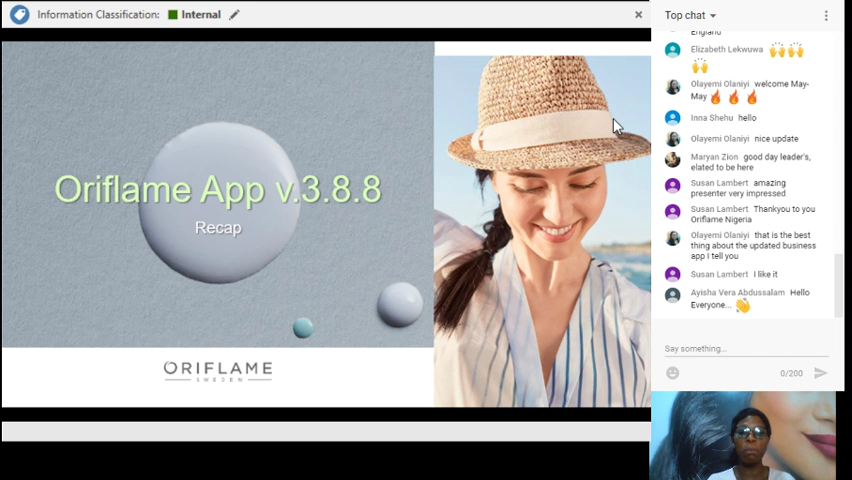 Information Classification: Internal
Oriflame App v.3.8.8
Recap
ORIFLAME
SWEDEN
Top chat
England
Elizabeth Lekwuwa 🙌🙌
🙌
Olayemi Olaniyi welcome May-
May 🔥 🔥 🔥
Inna Shehu hello
Olayemi Olaniyi nice update
Maryan Zion good day leader's,
elated to be here
Susan Lambert amazing
presenter very impressed
Susan Lambert Thankyou to you
Oriflame Nigeria
Olayemi Olaniyi that is the best
thing about the updated business
app I tell you
Susan Lambert I like it
Ayisha Vera Abdussalam Hello
Everyone... 👋
Say something...
0/200